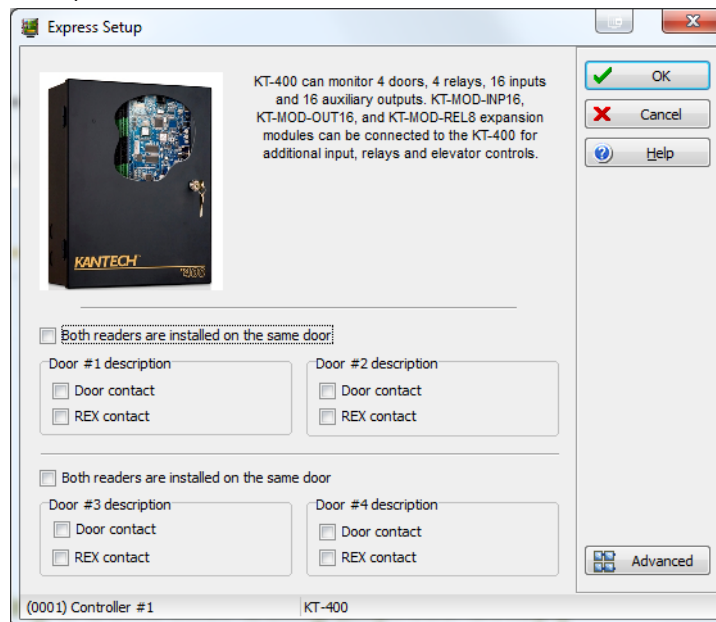 Express Setup
KT-400 can monitor 4 doors, 4 relays, 16 inputs
and 16 auxiliary outputs. KT-MOD-INP16,
KT-MOD-OUT16, and KT-MOD-REL8 expansion
modules can be connected to the KT-400 for
additional input, relays and elevator controls.
OK
Cancel
Help
KANTECH
Both readers are installed on the same door
Door #1 description
Door contact
REX contact
Door #2 description
Door contact
REX contact
Both readers are installed on the same door
Door #3 description
Door contact
REX contact
Door #4 description
Door contact
REX contact
Advanced
(0001) Controller #1
KT-400